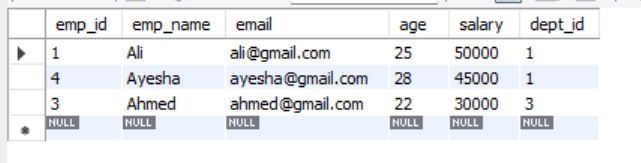 emp_id emp_name email age salary dept_id
1 Ali ali@gmail.com 25 50000 1
4 Ayesha ayesha@gmail.com 28 45000 1
3 Ahmed ahmed@gmail.com 22 30000 3
NULL NULL NULL NULL NULL NULL